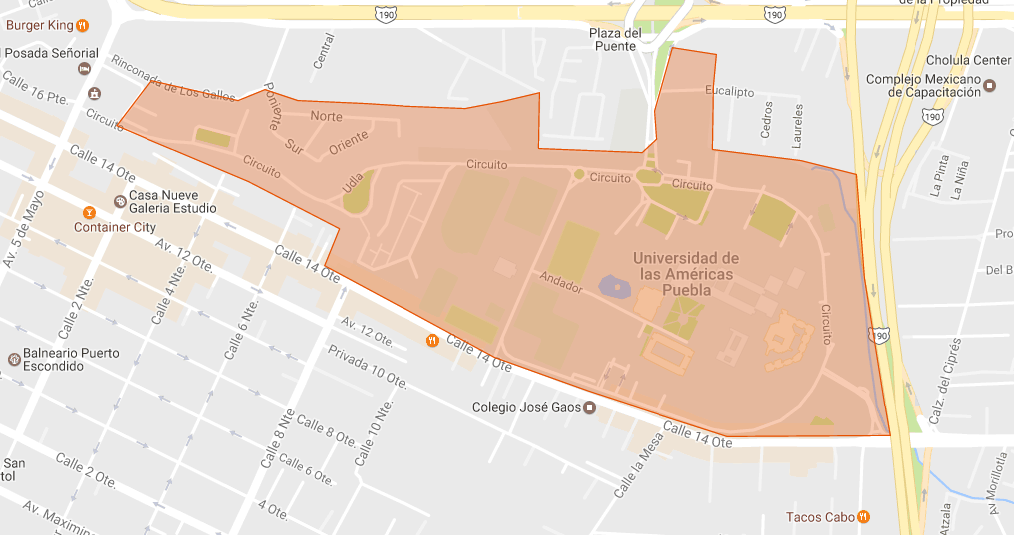 de la Propiedad
190
190
Burger King
Plaza del
Puente
Posada Señorial
Central
Cholula Center
Rinconada de Los Gallos
Complejo Mexicano
de Capacitación
Calle 16 Pte.
Poniente
Eucalipto
Cedros
Laureles
190
Circuito
Norte
Sur
Oriente
Calle 14 Ote
Circuito
Circuito
Circuito
Circuito
La Pinta
La Niña
Udla
Av. 5 de Mayo
Casa Nueve
Galeria Estudio
Container City
Av. 12 Ote.
Calle 14 Ote
Universidad de
las Américas
Puebla
Andador
Del B
Calle 2 Nte.
Calle 4 Nte.
Calle 6 Nte.
Circuito
190
Av. 12 Ote.
Calle 14 Ote
Balneario Puerto
Escondido
Privada 10 Ote.
Calz. del Ciprés
Colegio José Gaos
Calle 8 Nte
Calle 8 Ote.
Calle 10 Nte.
Calle 14 Ote
San
tol
Calle 2 Ote.
Calle 6 Ote.
Calle la Mesa
Av Morillotla
4 Ote.
Av. Maximino
Tacos Cabo
Atzala